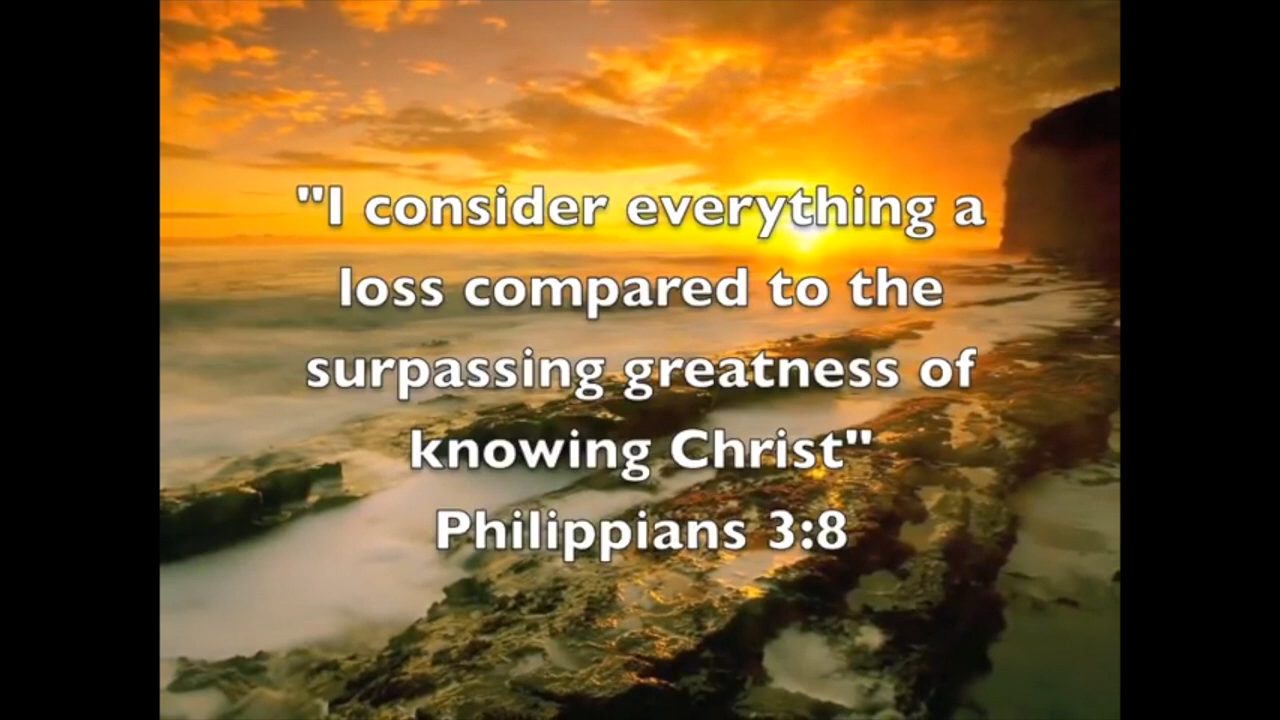 "I consider everything a
loss compared to the
surpassing greatness of
knowing Christ"
Philippians 3:8